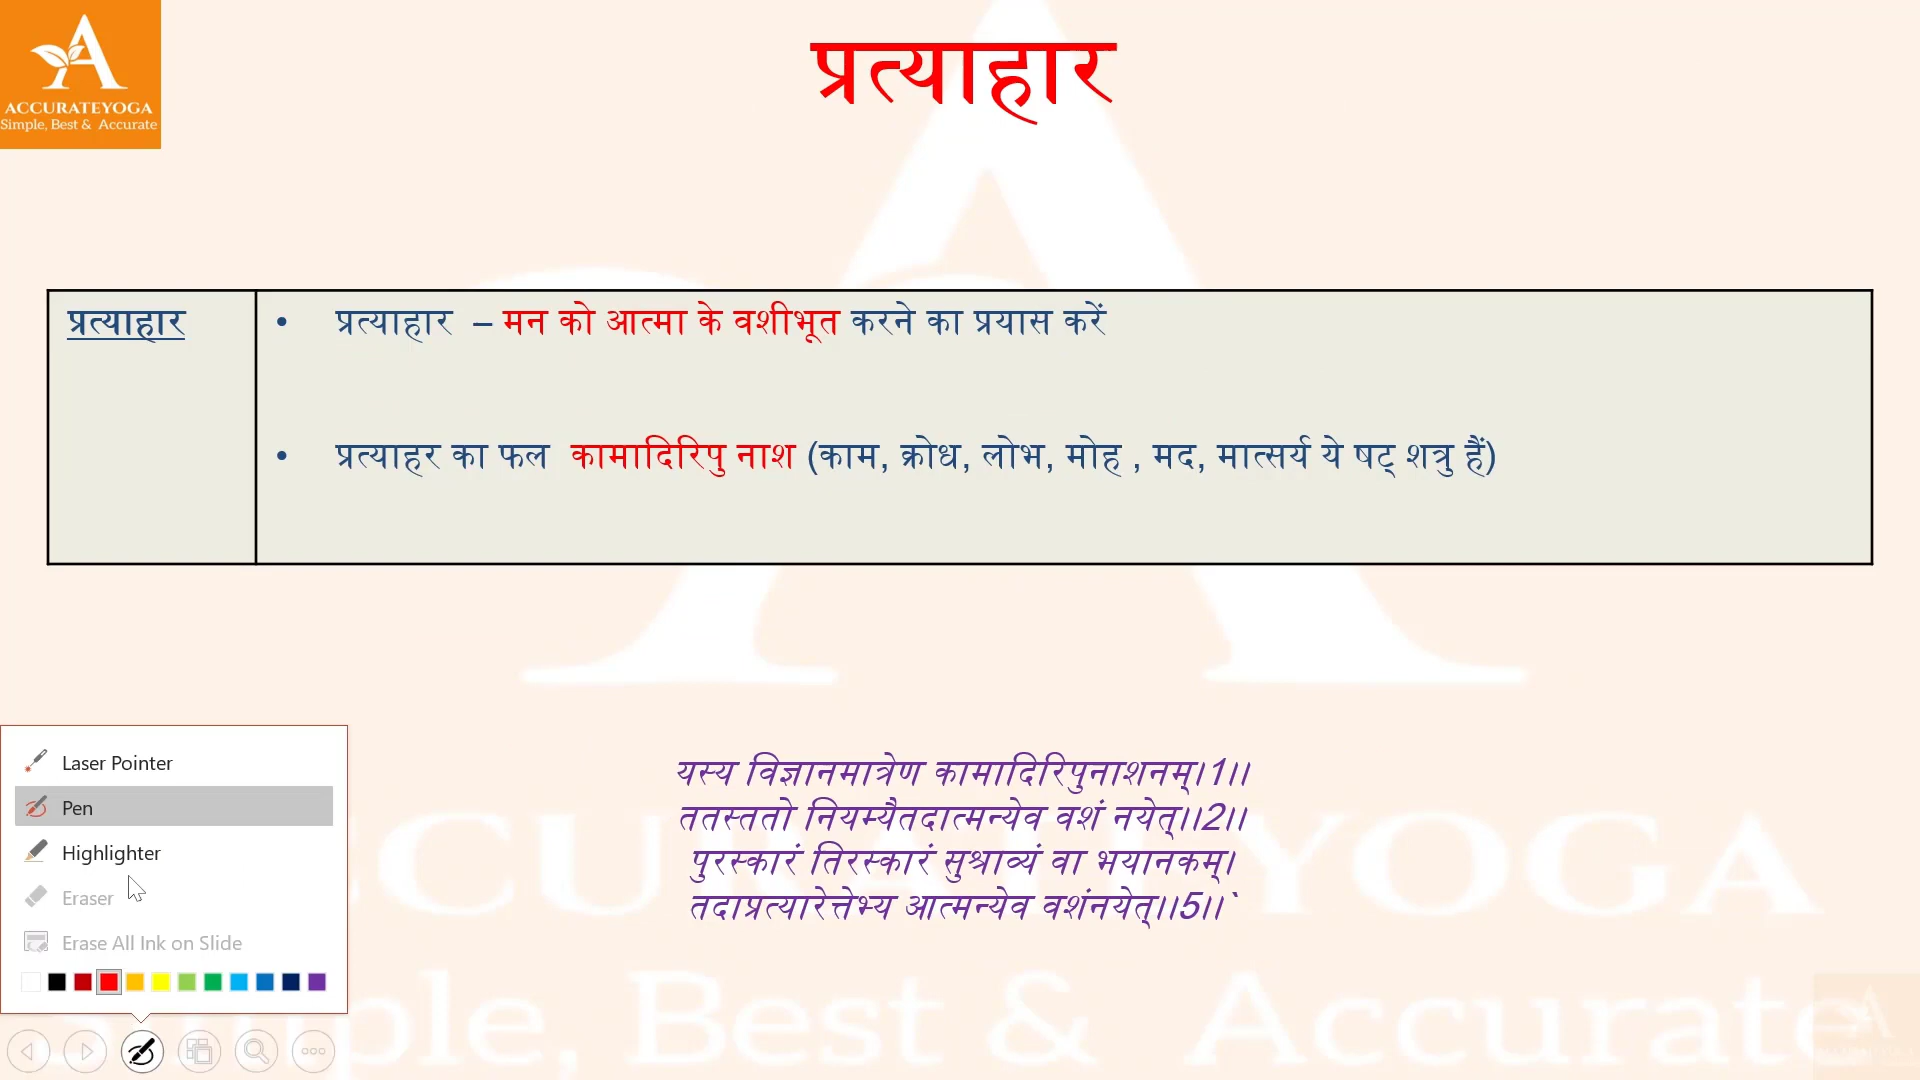 A
ACCURATEYOGA
Simple, Best & Accurate
प्रत्याहार
प्रत्याहार
• प्रत्याहार – मन को आत्मा के वशीभूत करने का प्रयास करें
• प्रत्याहर का फल कामादिरिपु नाश (काम, क्रोध, लोभ, मोह , मद, मात्सर्य ये षट् शत्रु हैं)
यस्य विज्ञानमात्रेण कामादिरिपुनाशनम्।1।।
ततस्ततो नियम्यैतदात्मन्येव वशं नयेत्।।2।।
पुरस्कारं तिरस्कारं सुश्राव्यं वा भयानकम्।
तदाप्रत्यारेत्तेभ्य आत्मन्येव वशंनयेत्।।5।।`
Laser Pointer
Pen
Highlighter
Eraser
Erase All Ink on Slide